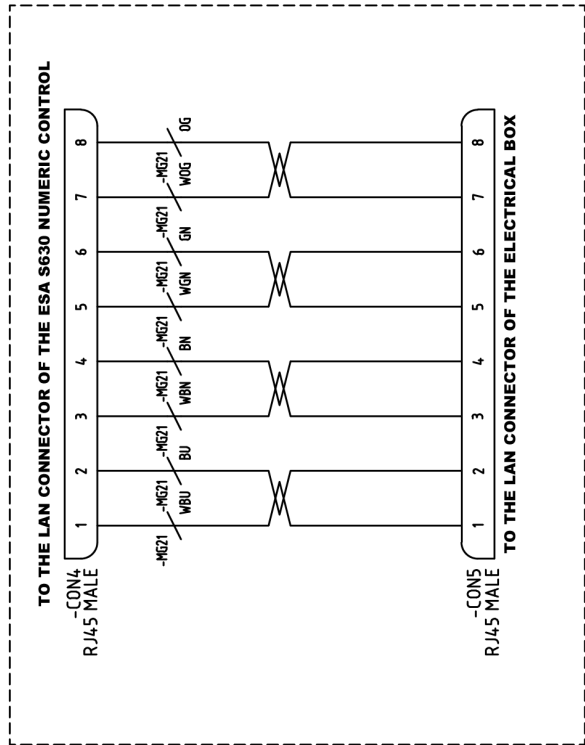 TO THE LAN CONNECTOR OF THE ESA S630 NUMERIC CONTROL
-CON4
RJ45 MALE
1
2
3
4
5
6
7
8
-MG21
WBU
-MG21
BU
-MG21
WBN
-MG21
BN
-MG21
WGN
-MG21
GN
-MG21
WOG
-MG21
OG
-CON5
RJ45 MALE
1
2
3
4
5
6
7
8
TO THE LAN CONNECTOR OF THE ELECTRICAL BOX